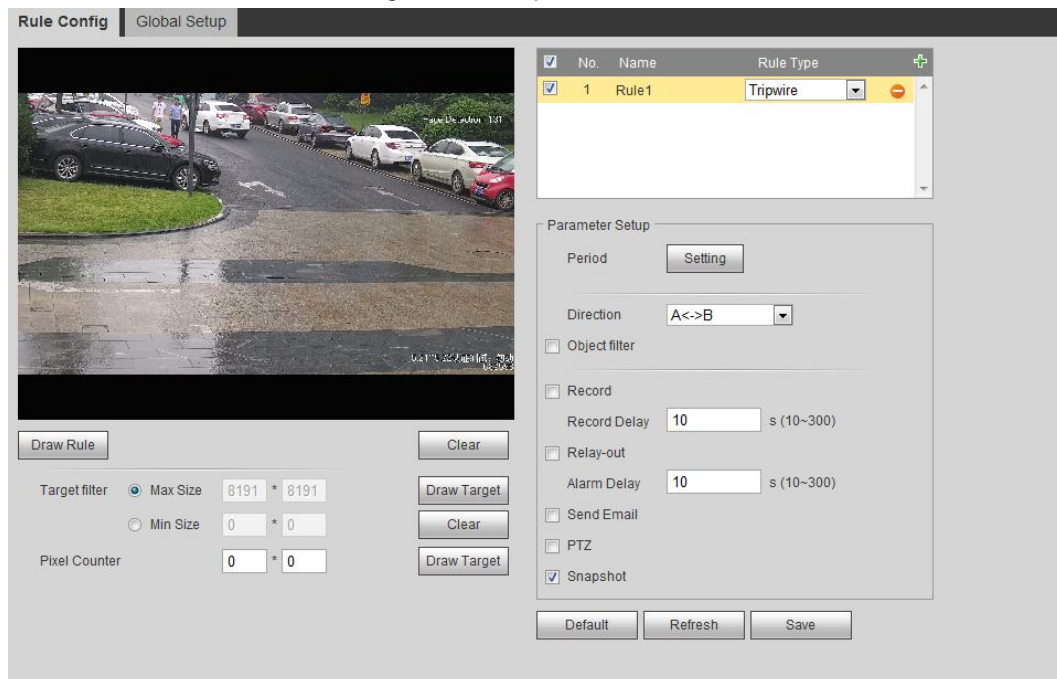 Rule Config Global Setup
No. Name Rule Type
1 Rule1 Tripwire
Parameter Setup
Period Setting
Direction A<->B
Object filter
Record
Record Delay 10 s (10~300)
Relay-out
Alarm Delay 10 s (10~300)
Send Email
PTZ
Snapshot
Default Refresh Save
Draw Rule Clear
Target filter Max Size 8191 * 8191 Draw Target
Min Size 0 * 0 Clear
Pixel Counter 0 * 0 Draw Target